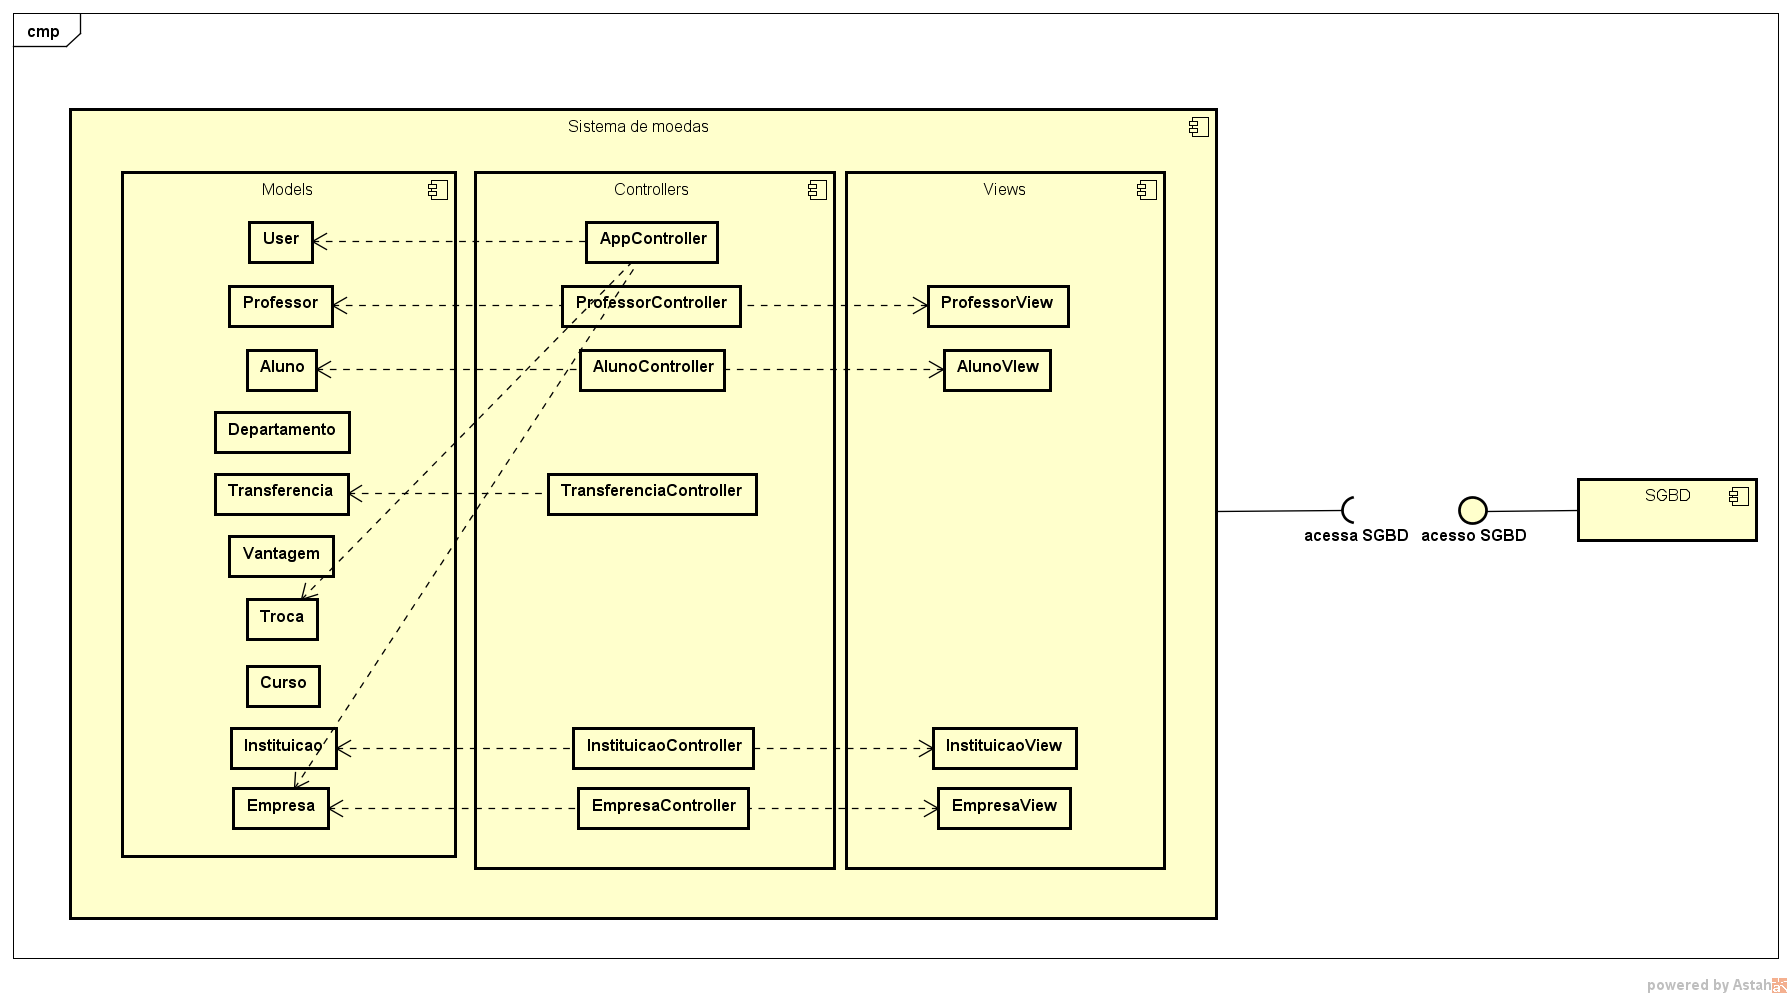 cmp
Sistema de moedas
Models
Controllers
Views
User
AppController
Professor
ProfessorController
ProfessorView
Aluno
AlunoController
AlunoVIew
Departamento
Transferencia
TransferenciaController
Vantagem
Troca
Curso
Instituicao
InstituicaoController
InstituicaoView
Empresa
EmpresaController
EmpresaView
acessa SGBD
acesso SGBD
SGBD
powered by Astah